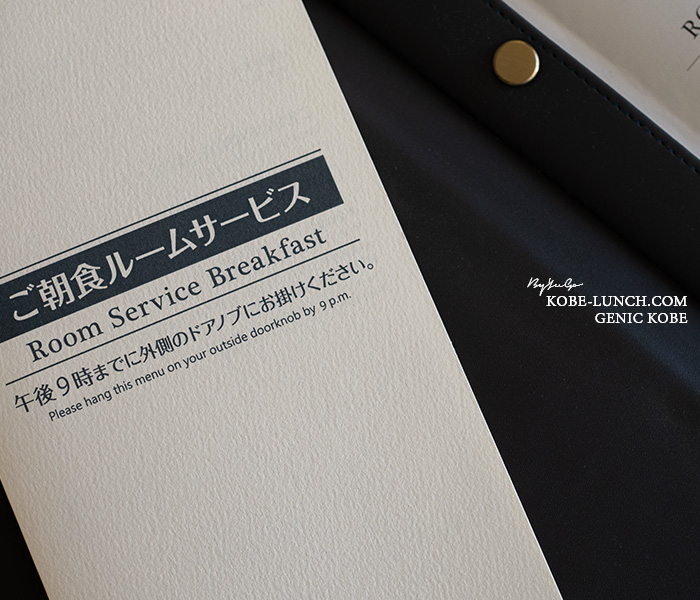 ご朝食ルームサービス
Room Service Breakfast
午後9時までに外側のドアノブにお掛けください。
Please hang this menu on your outside doorknob by 9 p.m.
KOBE-LUNCH.COM
GENIC KOBE